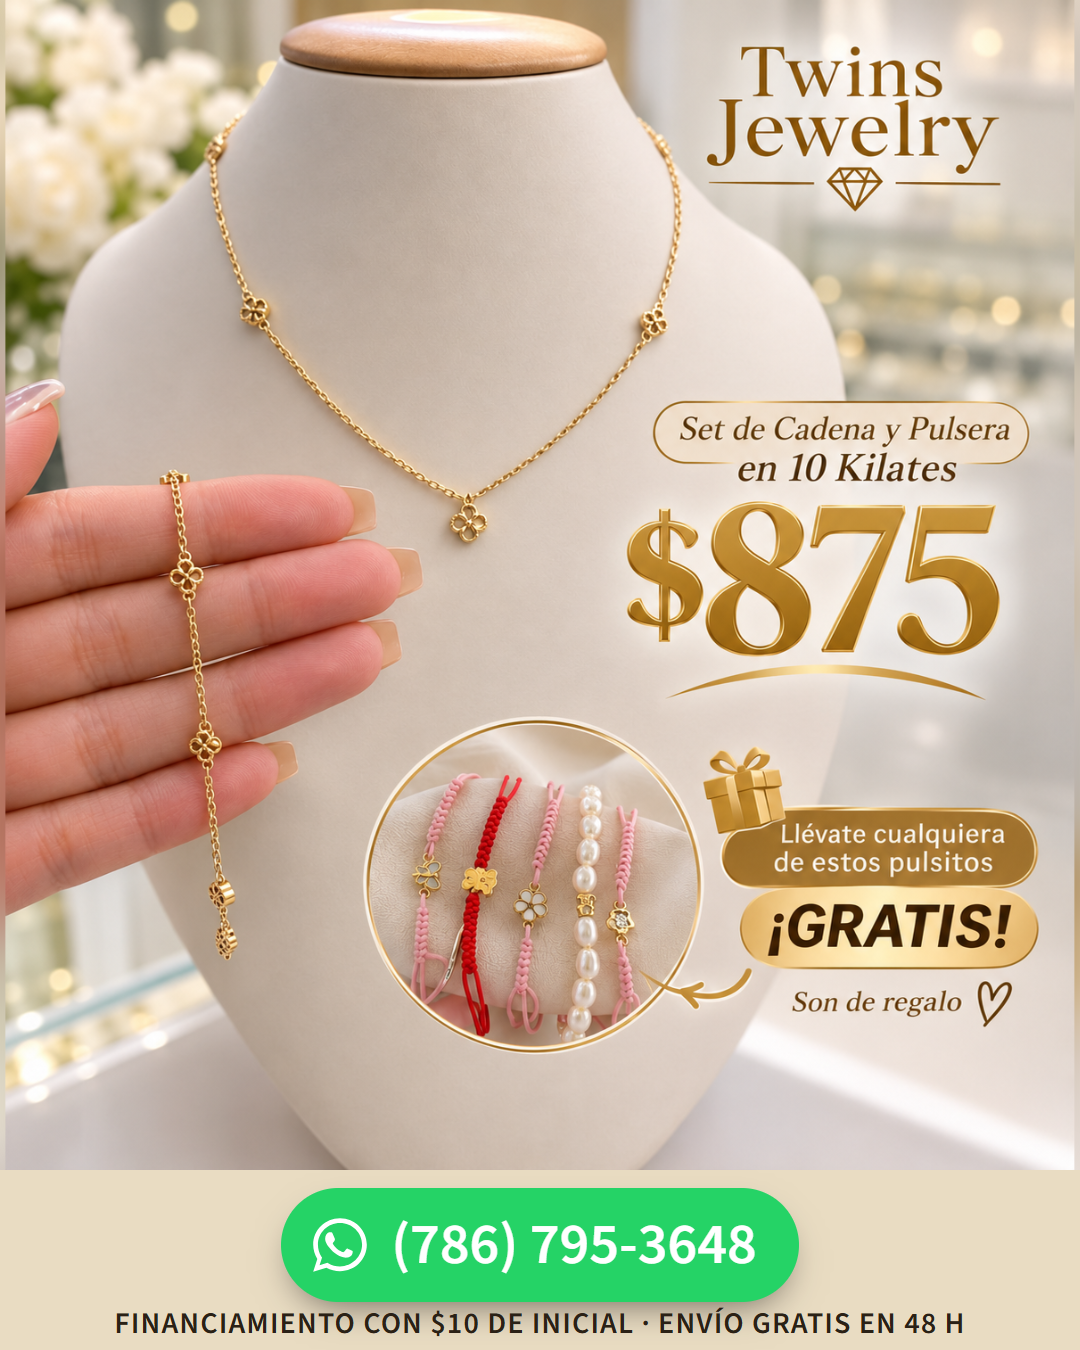 Twins
Jewelry
Set de Cadena y Pulsera
en 10 Kilates
$875
Llévate cualquiera
de estos pulsitos
¡GRATIS!
Son de regalo
(786) 795-3648
FINANCIAMIENTO CON $10 DE INICIAL · ENVÍO GRATIS EN 48 H